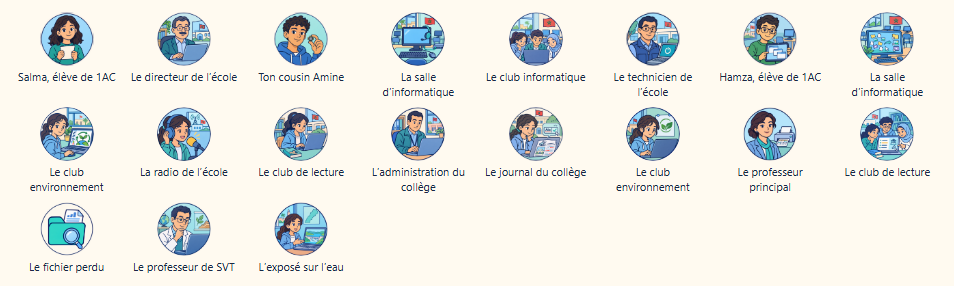 Salma, élève de 1AC
Le directeur de l'école
Ton cousin Amine
La salle
d'informatique
Le club informatique
Le technicien de
l'école
Hamza, élève de 1AC
La salle
d'informatique
Le club
environnement
La radio de l'école
Le club de lecture
L'administration du
collège
Le journal du collège
Le club
environnement
Le professeur
principal
Le club de lecture
Le fichier perdu
Le professeur de SVT
L'exposé sur l'eau